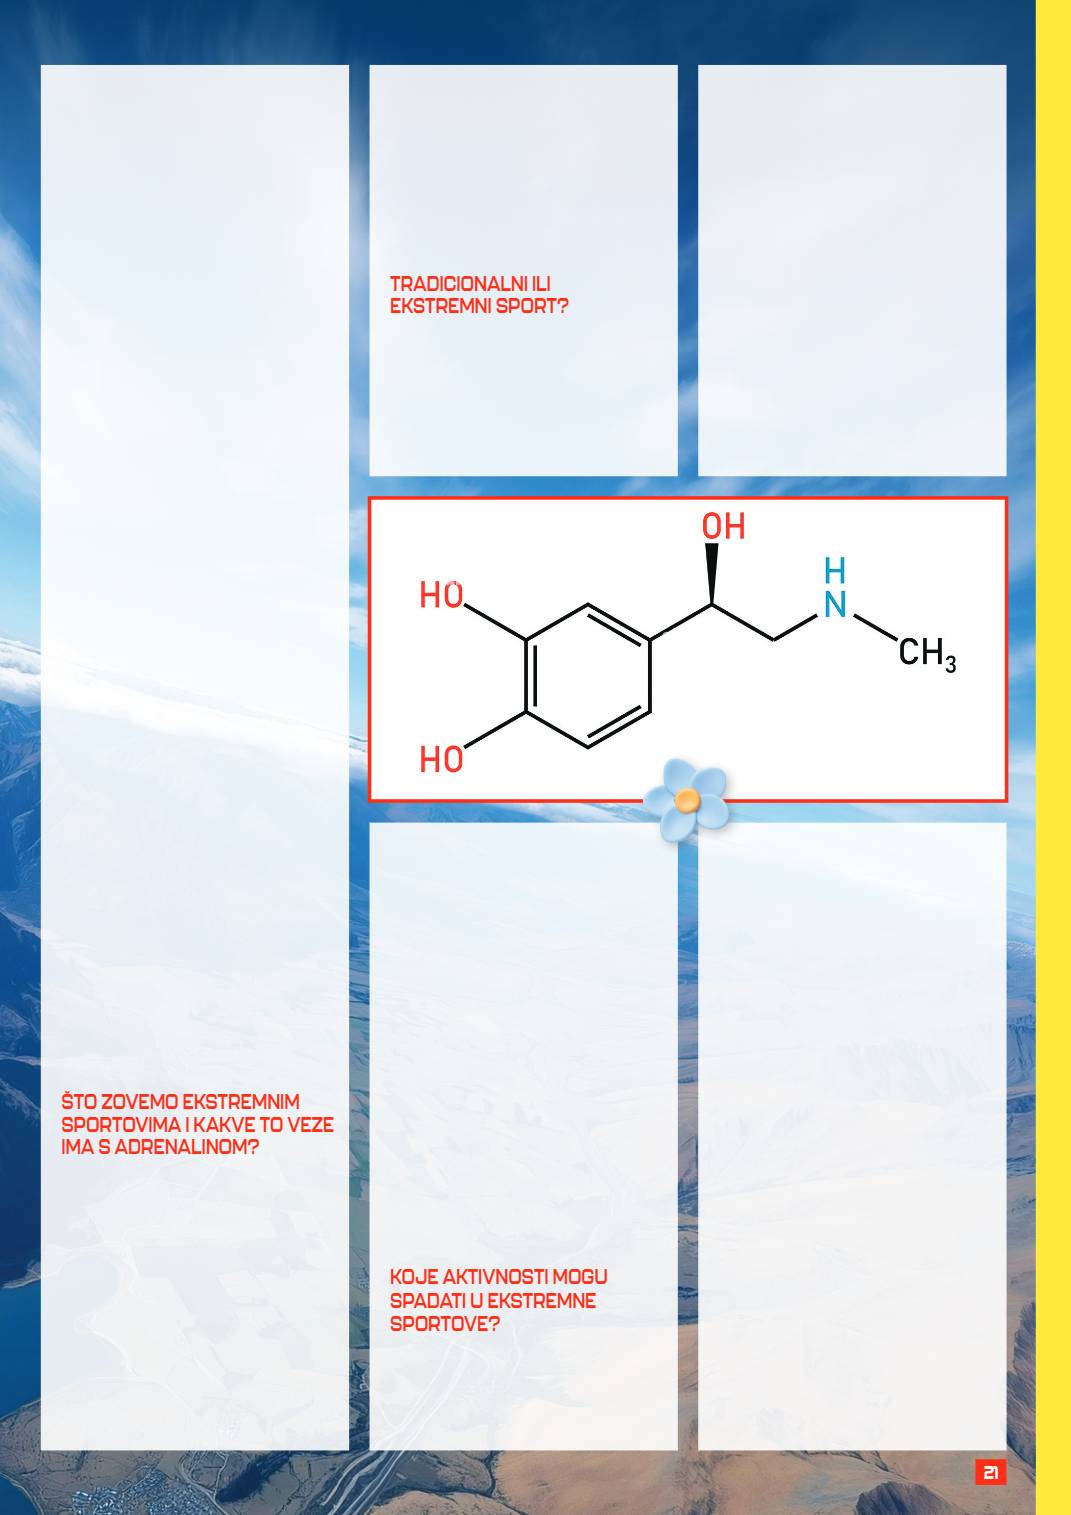 TRADICIONALNI ILI
EKSTREMNI SPORT?
OH
H
N
HO
CH3
HO
ŠTO ZOVEMO EKSTREMNIM
SPORTOVIMA I KAKVE TO VEZE
IMA S ADRENALINOM?
KOJE AKTIVNOSTI MOGU
SPADATI U EKSTREMNE
SPORTOVE?
21